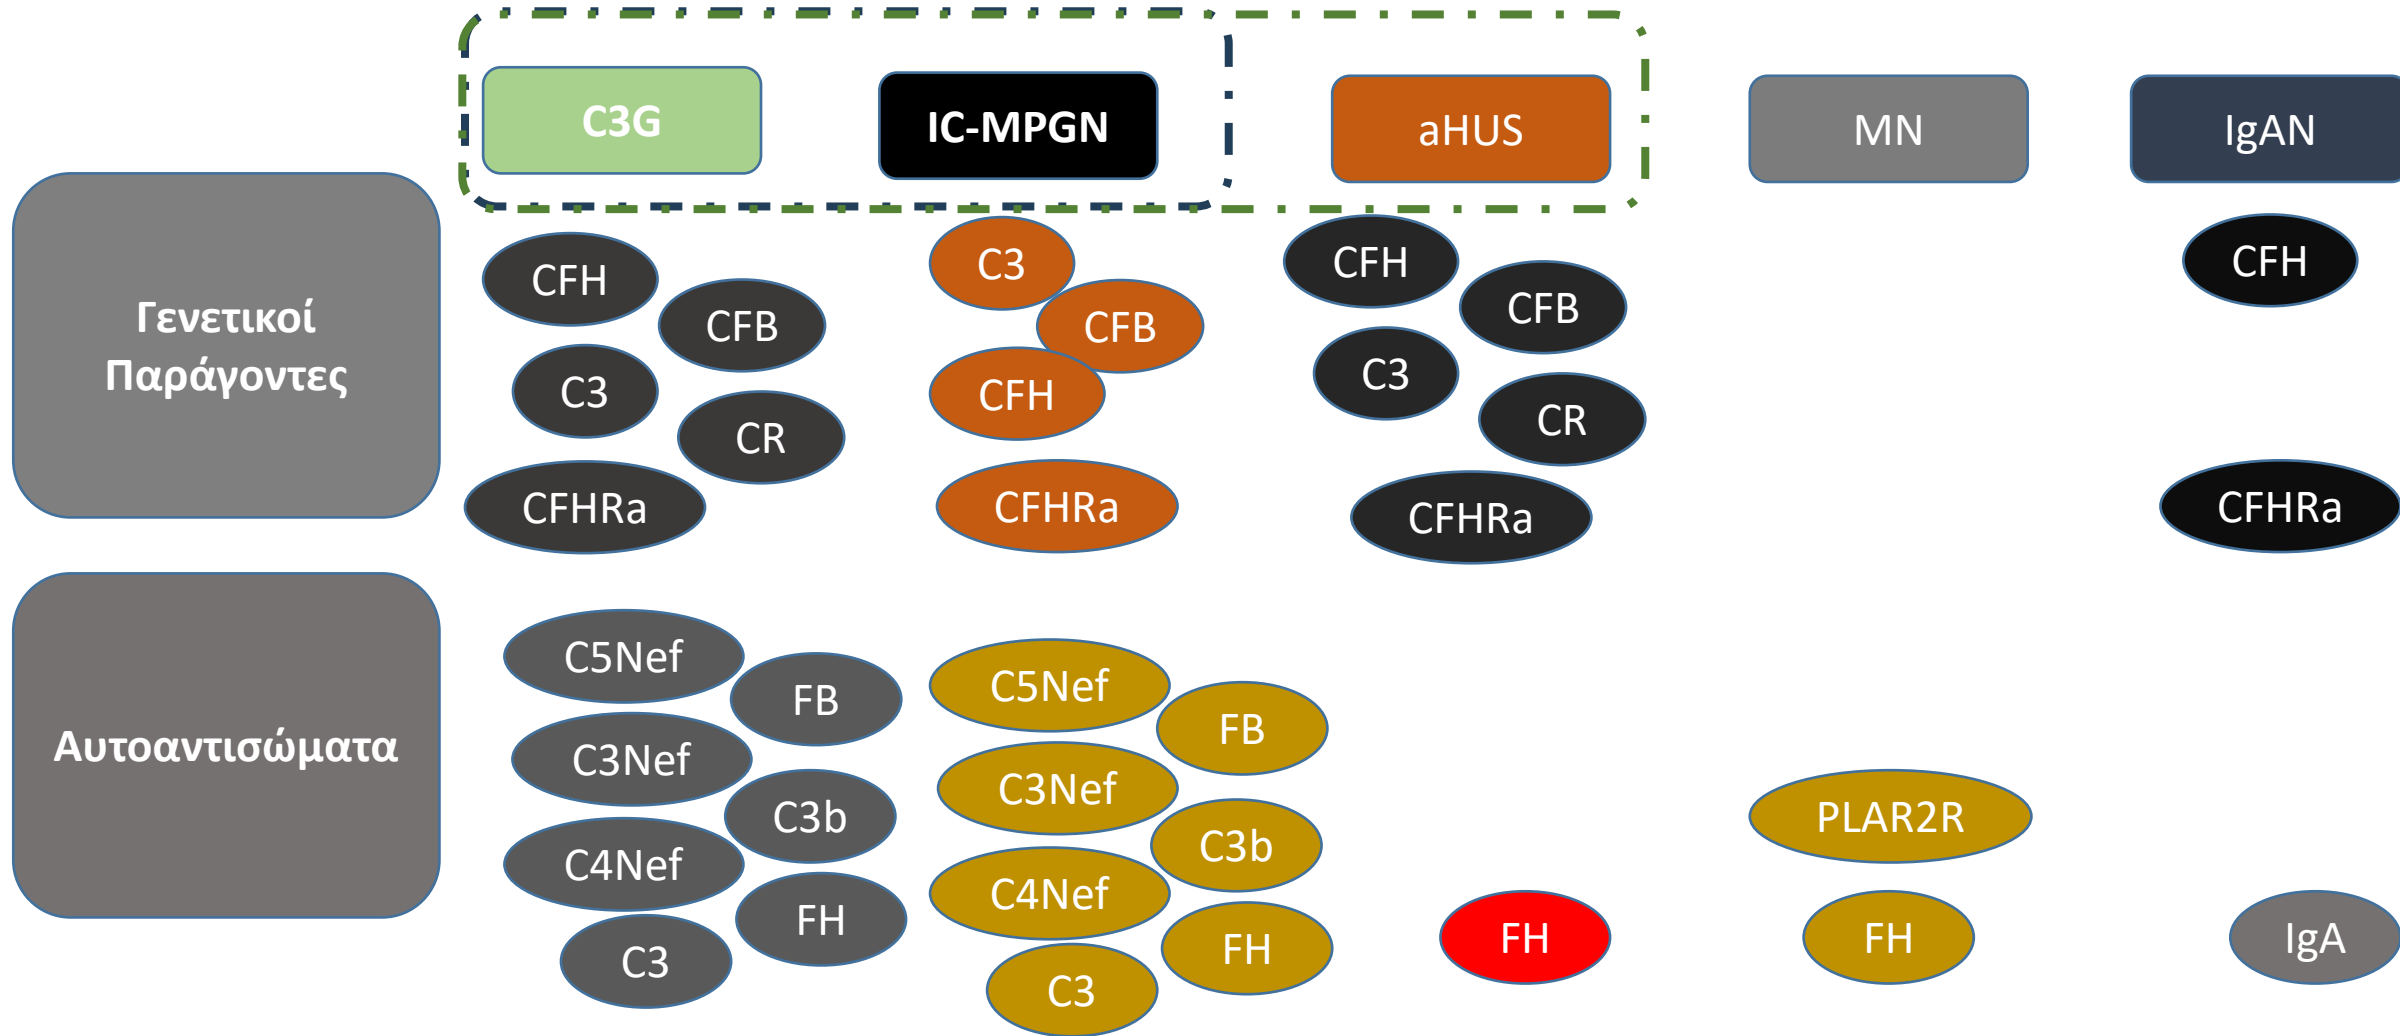 C3G
IC-MPGN
aHUS
MN
IgAN
Γενετικοί
Παράγοντες
CFH
CFB
C3
CR
CFHRa
C3
CFB
CFH
CFHRa
CFH
CFB
C3
CR
CFHRa
CFH
CFHRa
Αυτοαντισώματα
C5Nef
FB
C3Nef
C3b
C4Nef
FH
C3
C5Nef
FB
C3Nef
C3b
C4Nef
FH
C3
FH
PLAR2R
FH
IgA